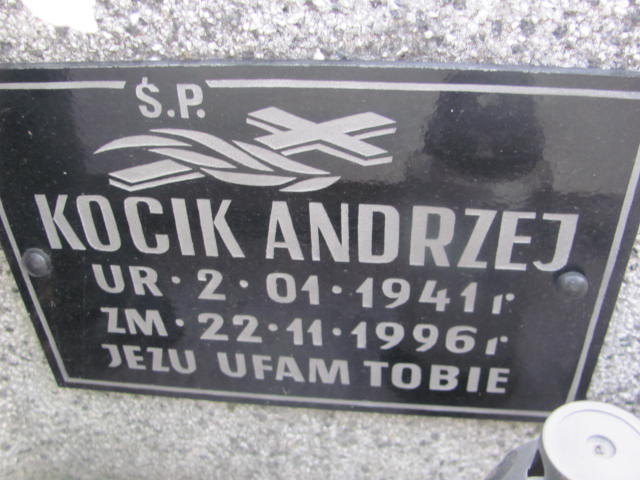 Ś.P.
KOCIK ANDRZEJ
UR · 2 · 01 · 1941 r
ZM · 22 · 11 · 1996 r
JEZU UFAM TOBIE